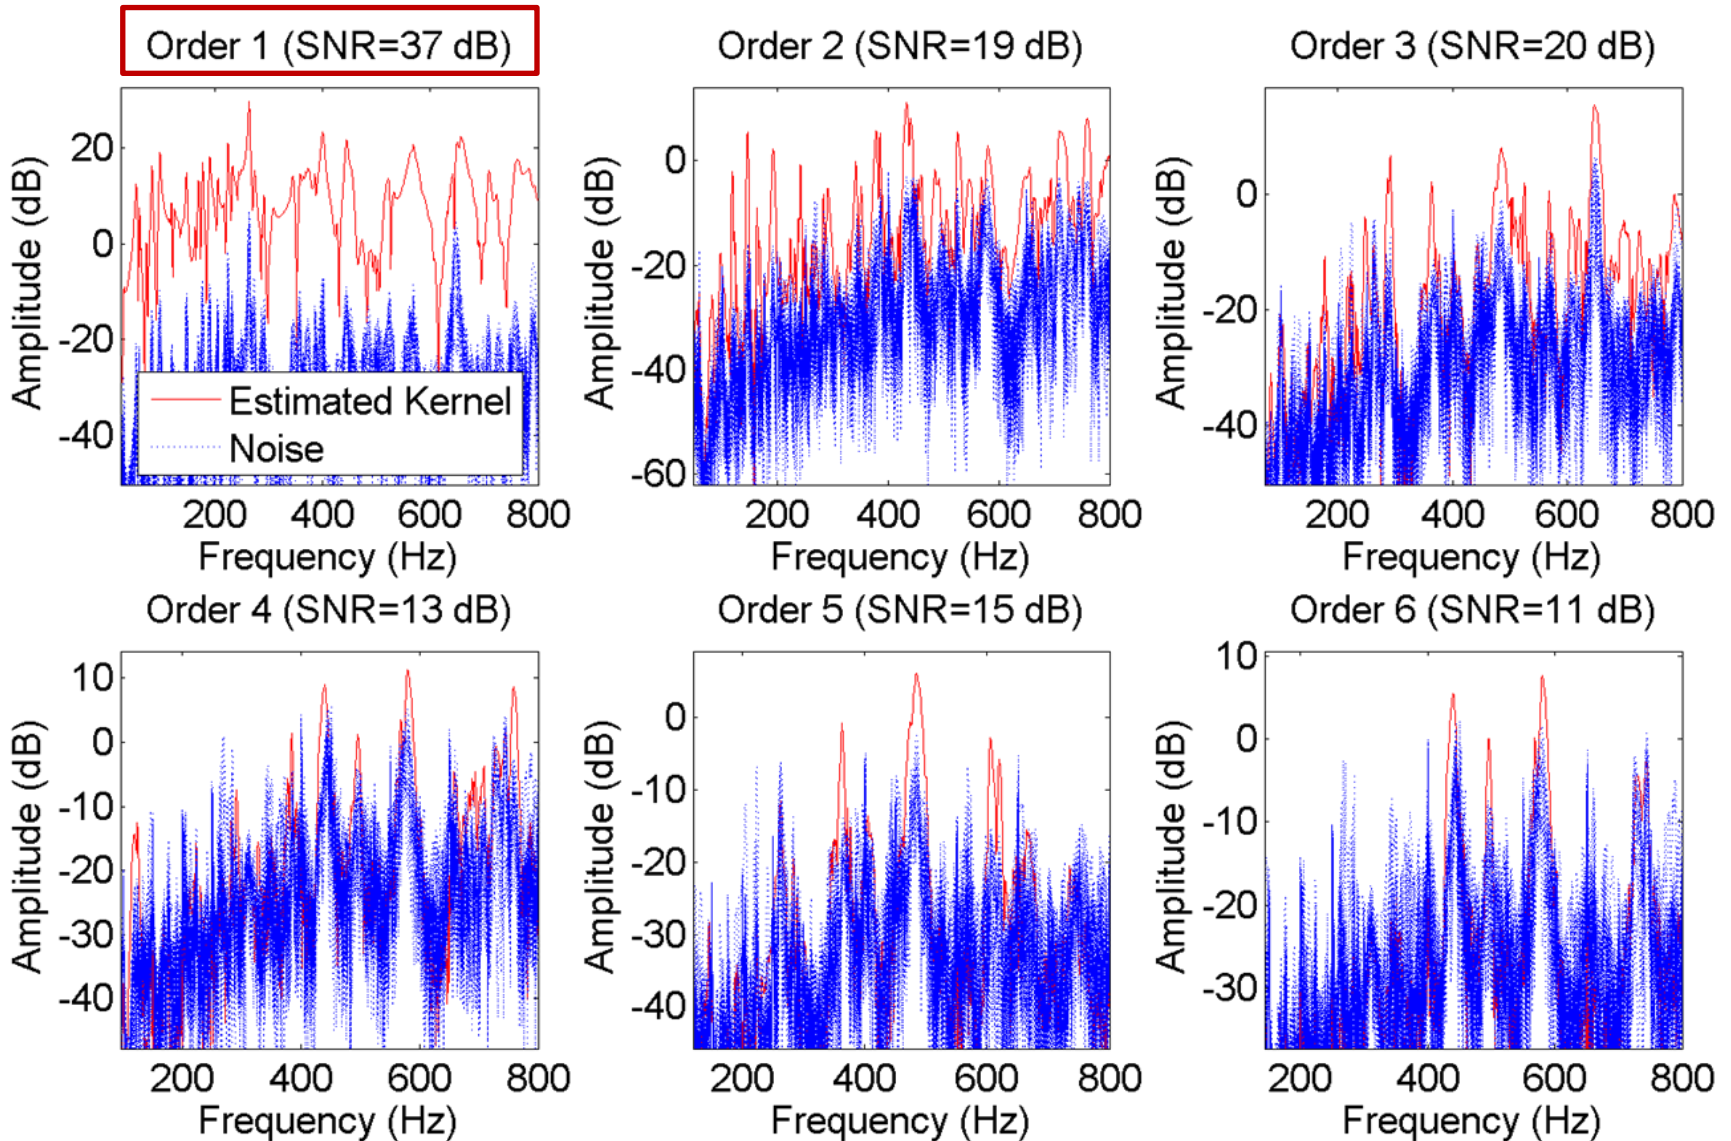 Order 1 (SNR=37 dB)
Order 2 (SNR=19 dB)
Order 3 (SNR=20 dB)
Amplitude (dB)
20
0
-20
-40
Estimated Kernel
Noise
200 400 600 800
Frequency (Hz)
Amplitude (dB)
0
-20
-40
-60
200 400 600 800
Frequency (Hz)
Amplitude (dB)
0
-20
-40
200 400 600 800
Frequency (Hz)
Order 4 (SNR=13 dB)
Order 5 (SNR=15 dB)
Order 6 (SNR=11 dB)
Amplitude (dB)
10
0
-10
-20
-30
-40
200 400 600 800
Frequency (Hz)
Amplitude (dB)
0
-10
-20
-30
-40
200 400 600 800
Frequency (Hz)
Amplitude (dB)
10
0
-10
-20
-30
200 400 600 800
Frequency (Hz)